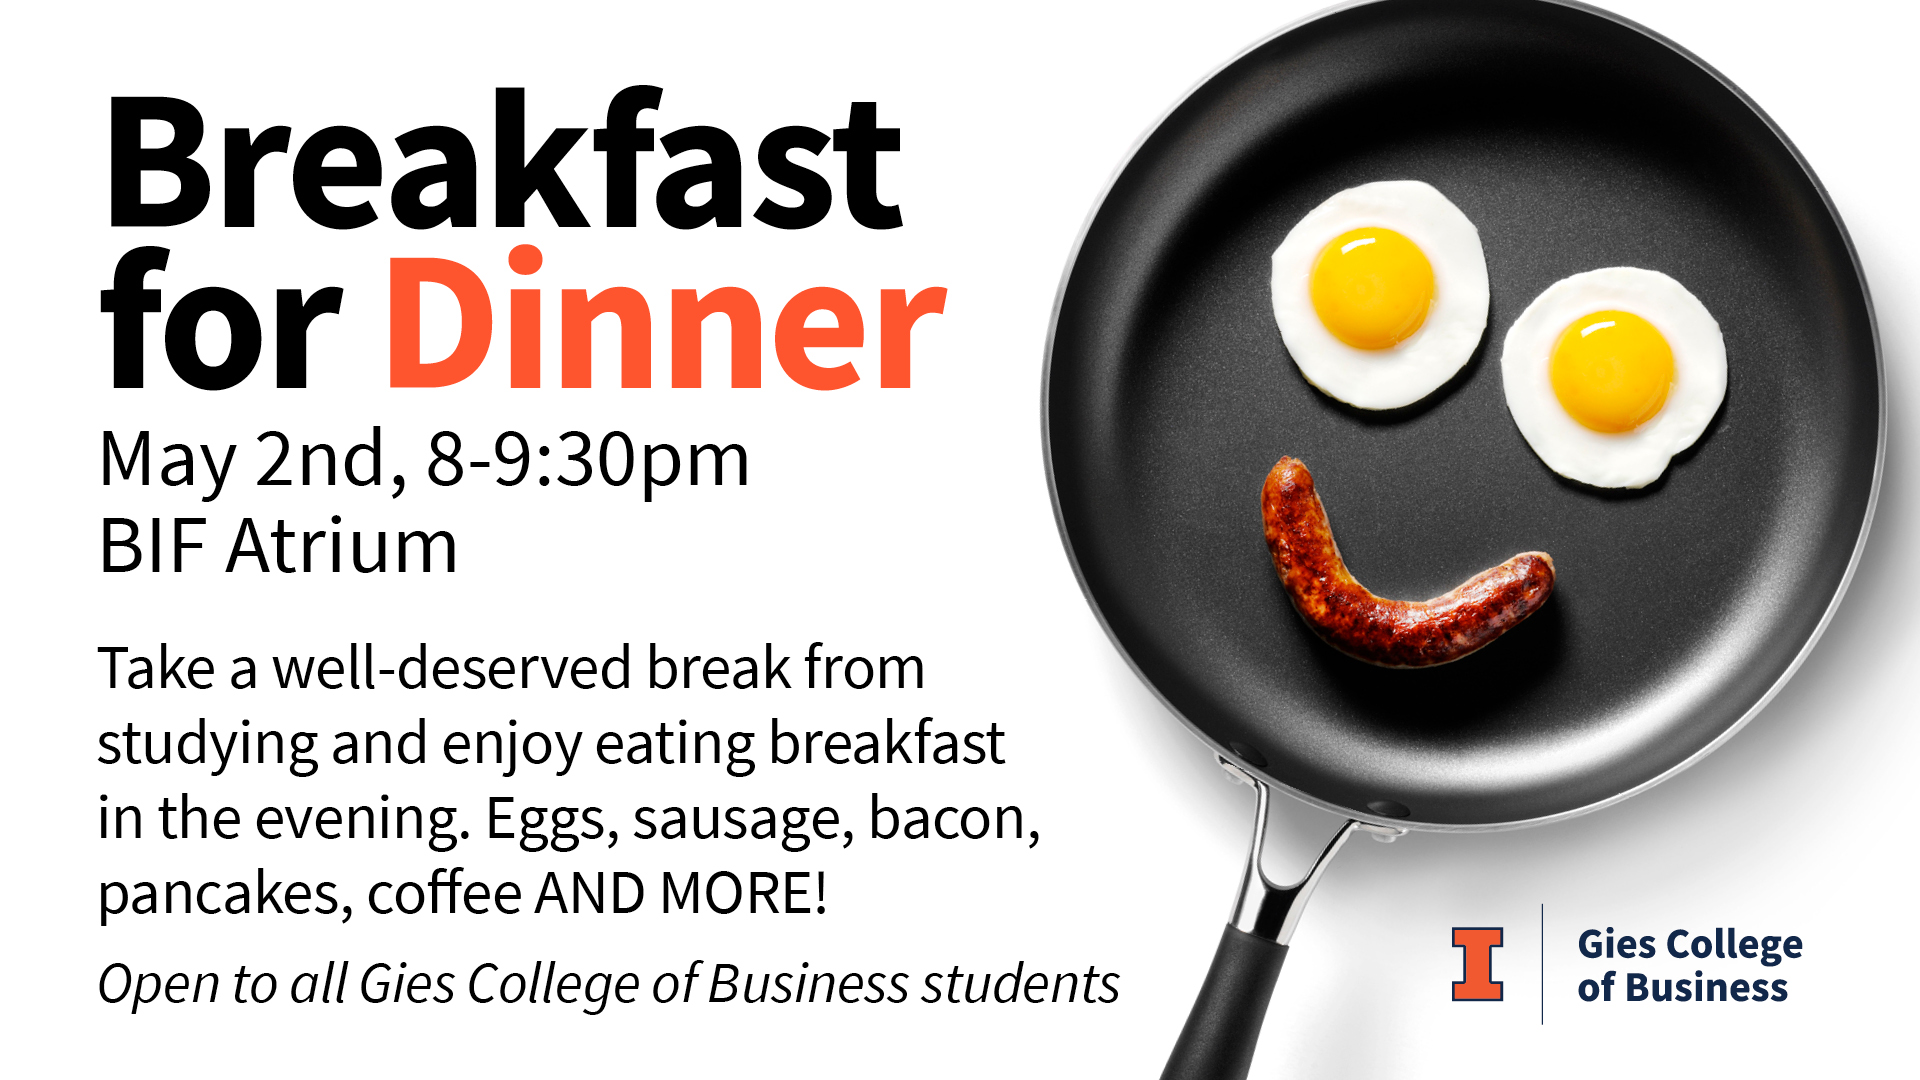 Breakfast
for Dinner
May 2nd, 8-9:30pm
BIF Atrium
Take a well-deserved break from
studying and enjoy eating breakfast
in the evening. Eggs, sausage, bacon,
pancakes, coffee AND MORE!
Open to all Gies College of Business students
I
Gies College
of Business